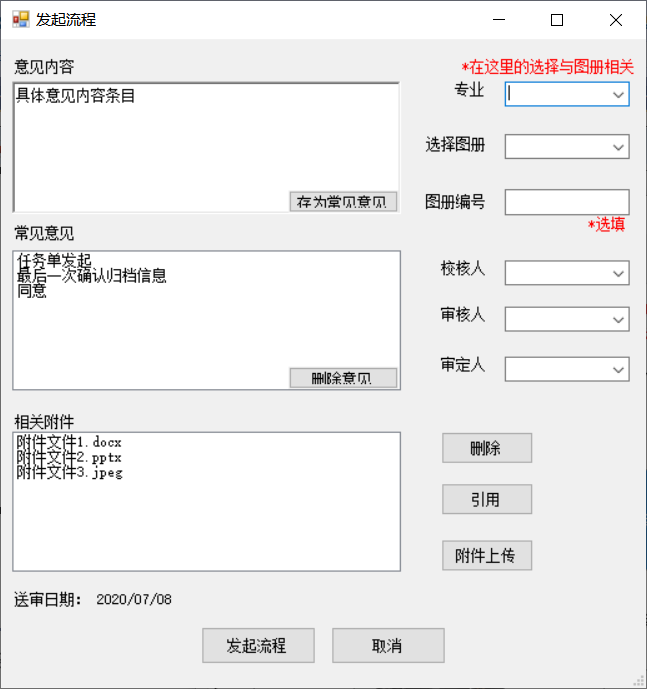 发起流程
意见内容
*在这里的选择与图册相关
具体意见内容条目
专业
选择图册
存为常见意见
图册编号
*选填
常见意见
任务单发起
最后一次确认归档信息
同意
校核人
审核人
审定人
删除意见
相关附件
附件文件1.docx
附件文件2.pptx
附件文件3.jpeg
删除
引用
附件上传
送审日期： 2020/07/08
发起流程
取消